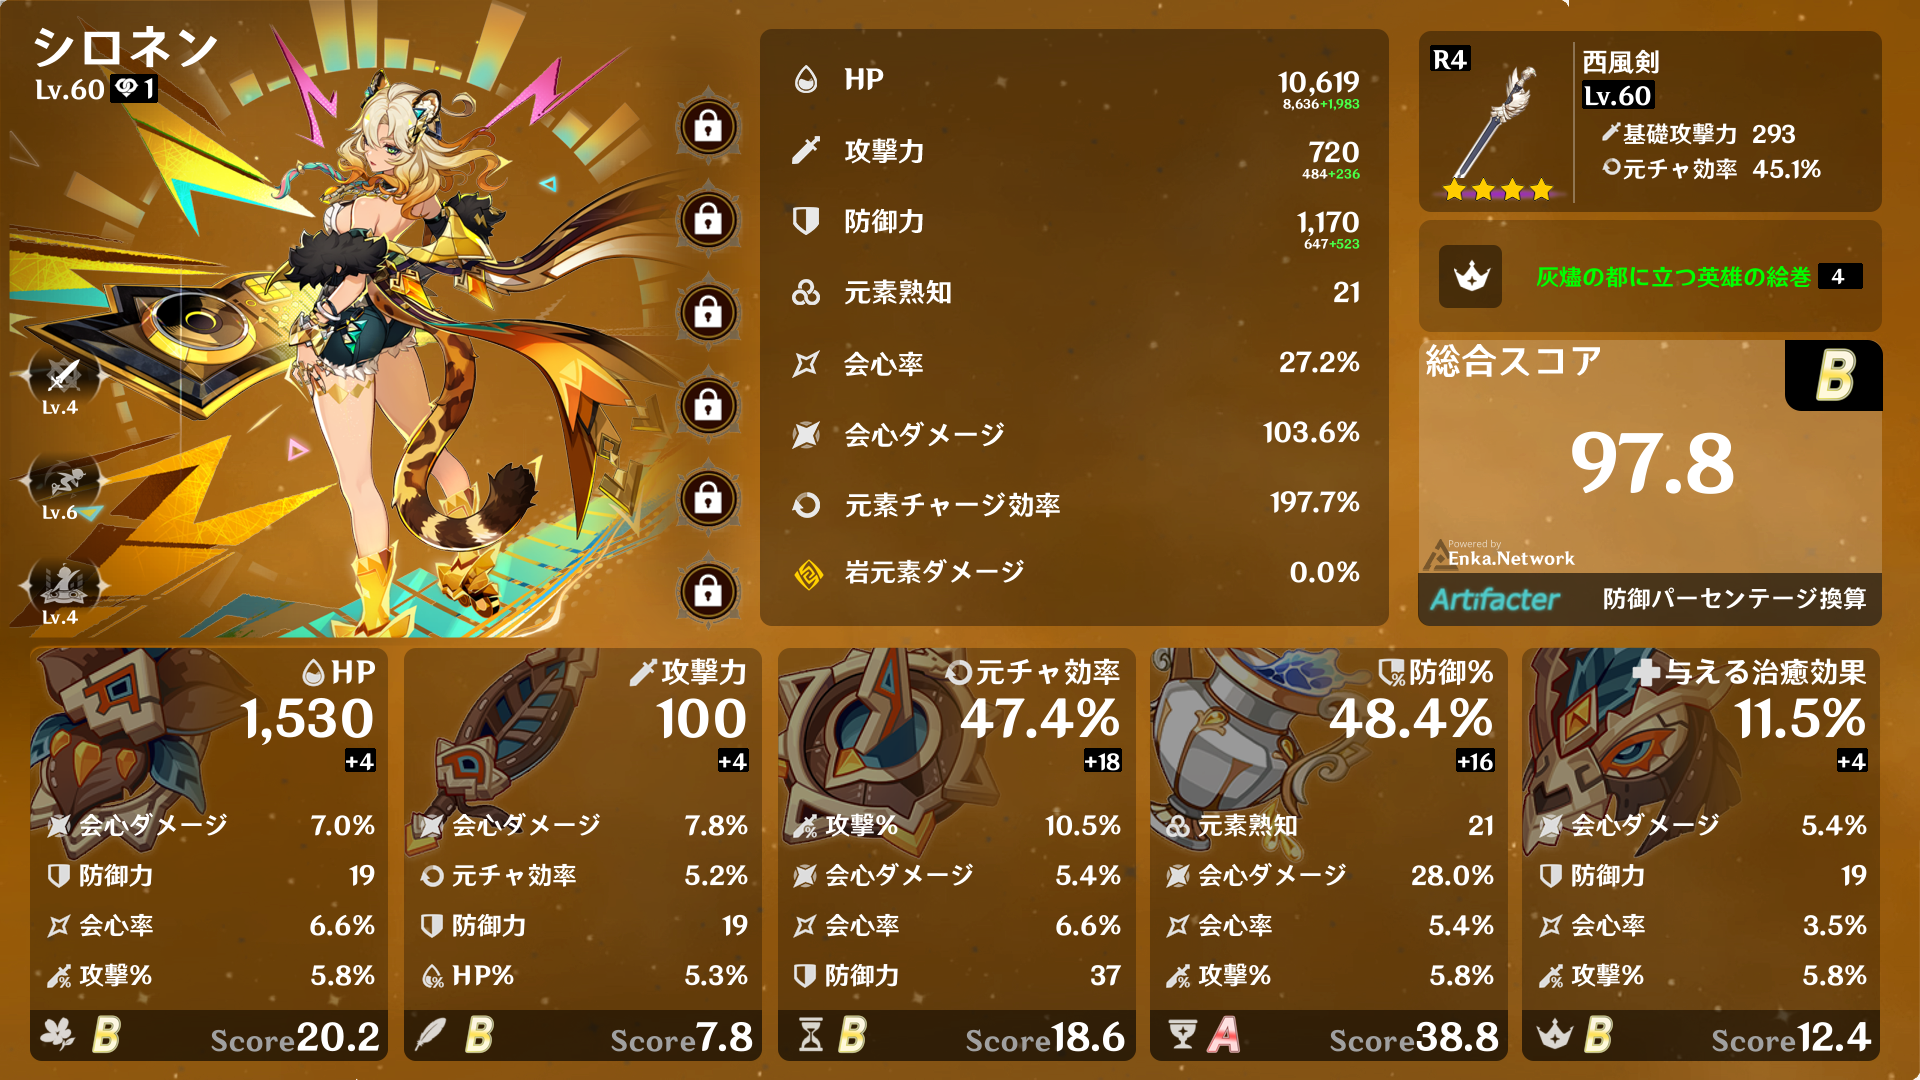 シロネン
Lv.60 1
Lv.4
Lv.6
Lv.4
HP 10,619
8,636+1,983
攻撃力 720
484+236
防御力 1,170
647+523
元素熟知 21
会心率 27.2%
会心ダメージ 103.6%
元素チャージ効率 197.7%
岩元素ダメージ 0.0%
R4
西風剣
Lv.60
基礎攻撃力 293
元チャ効率 45.1%
灰燼の都に立つ英雄の絵巻 4
総合スコア B
97.8
Powered by
Enka.Network
Artifacter 防御パーセンテージ換算
HP
1,530
+4
会心ダメージ 7.0%
防御力 19
会心率 6.6%
攻撃% 5.8%
B Score20.2
攻撃力
100
+4
会心ダメージ 7.8%
元チャ効率 5.2%
防御力 19
HP% 5.3%
B Score7.8
元チャ効率
47.4%
+18
攻撃% 10.5%
会心ダメージ 5.4%
会心率 6.6%
防御力 37
B Score18.6
防御%
48.4%
+16
元素熟知 21
会心ダメージ 28.0%
会心率 5.4%
攻撃% 5.8%
A Score38.8
与える治癒効果
11.5%
+4
会心ダメージ 5.4%
防御力 19
会心率 3.5%
攻撃% 5.8%
B Score12.4